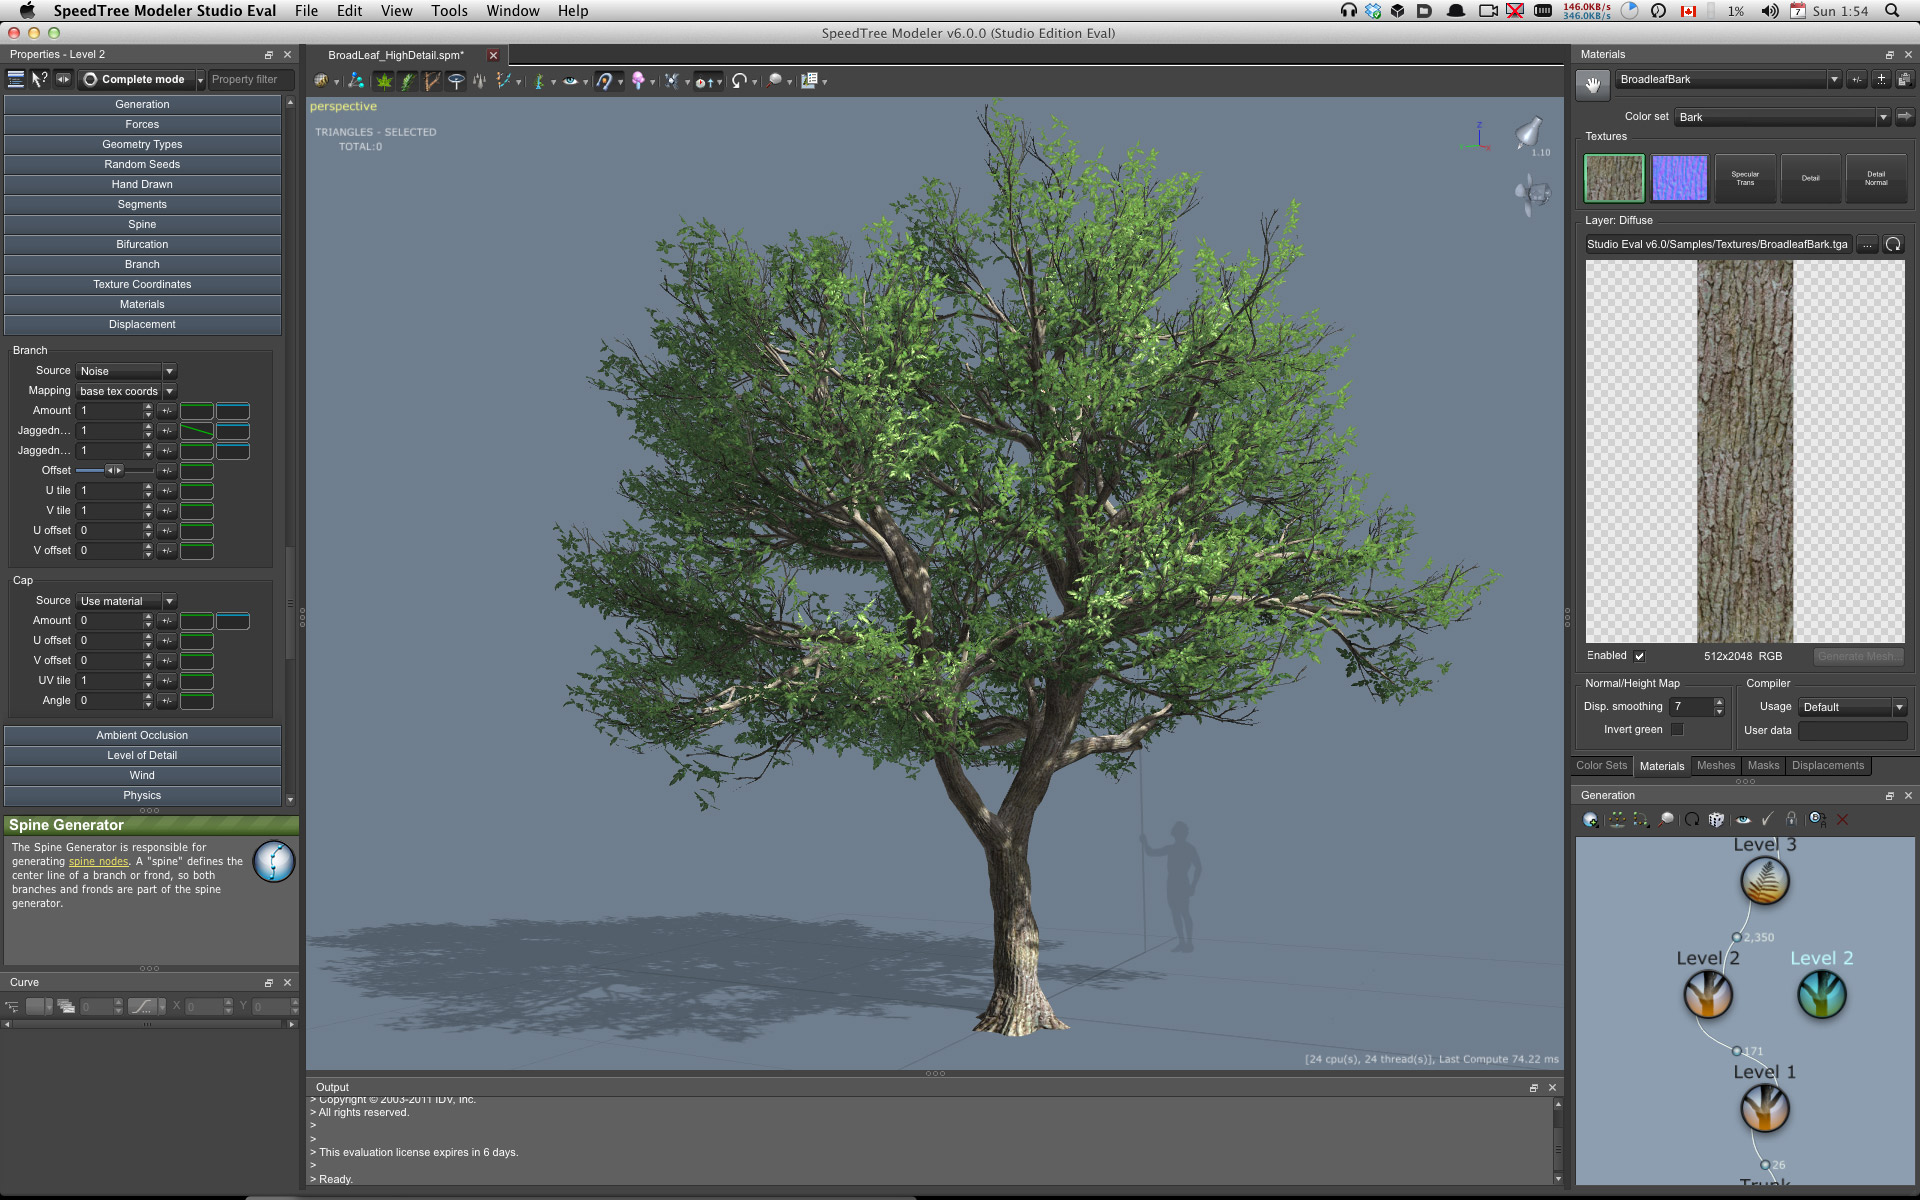 SpeedTree Modeler Studio Eval File Edit View Tools Window Help
146.0KB/s
346.0KB/s
1% 7 Sun 1:54
SpeedTree Modeler v6.0.0 (Studio Edition Eval)
Properties - Level 2
Complete mode
Property filter
Generation
Forces
Geometry Types
Random Seeds
Hand Drawn
Segments
Spine
Bifurcation
Branch
Texture Coordinates
Materials
Displacement
Branch
Source Noise
Mapping base tex coords
Amount 1 +/-
Jaggedn... 1 +/-
Jaggedn... 1 +/-
Offset +/-
U tile 1 +/-
V tile 1 +/-
U offset 0 +/-
V offset 0 +/-
Cap
Source Use material
Amount 0 +/-
U offset 0 +/-
V offset 0 +/-
UV tile 1 +/-
Angle 0 +/-
Ambient Occlusion
Level of Detail
Wind
Physics
Spine Generator
The Spine Generator is responsible for
generating spine nodes. A "spine" defines the
center line of a branch or frond, so both
branches and fronds are part of the spine
generator.
Curve
0 X 0 Y 0
BroadLeaf_HighDetail.spm*
perspective
TRIANGLES - SELECTED
TOTAL:0
Z
1.10
[24 cpu(s), 24 thread(s)], Last Compute 74.22 ms
Output
> Copyright © 2003-2011 IDV, Inc.
> All rights reserved.
>
>
> This evaluation license expires in 6 days.
>
> Ready.
Materials
BroadleafBark +/-
Color set Bark
Textures
Specular
Trans
Detail
Detail
Normal
Layer: Diffuse
Studio Eval v6.0/Samples/Textures/BroadleafBark.tga ...
Enabled 512x2048 RGB Generate Mesh...
Normal/Height Map
Disp. smoothing 7
Invert green
Compiler
Usage Default
User data
Color Sets Materials Meshes Masks Displacements
Generation
Level 3
2,350
Level 2 Level 2
171
Level 1
26
Trunk